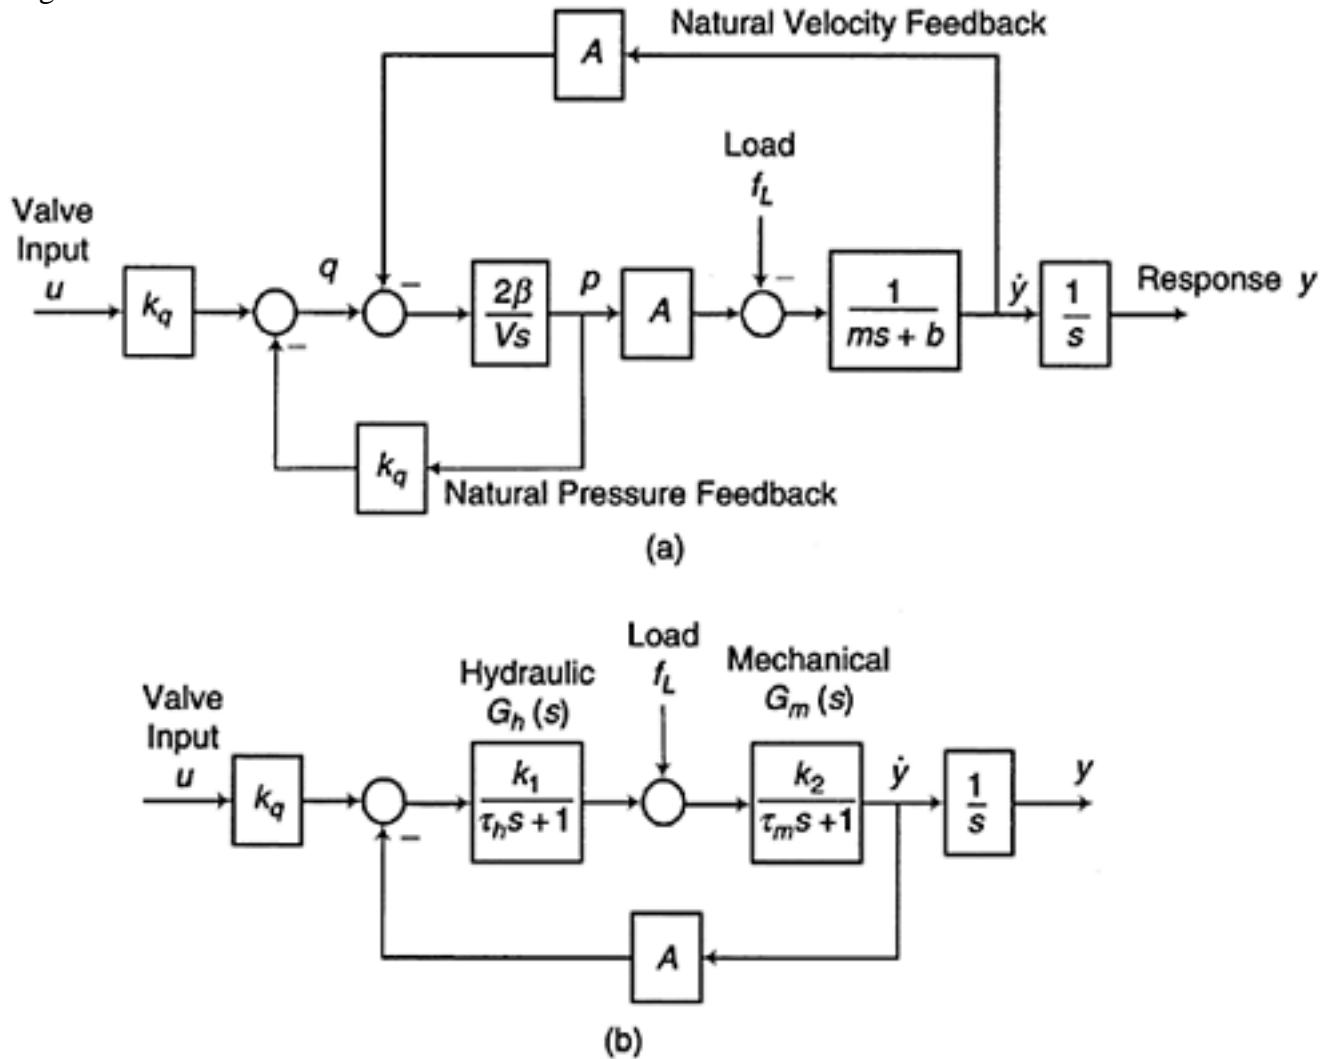 Natural Velocity Feedback
A
Load
f_L
Valve
Input
u
k_q
q
−
2β
Vs
p
A
−
1
ms + b
ẏ
1
s
Response y
−
k_q
Natural Pressure Feedback
(a)
Load
f_L
Hydraulic
G_h (s)
Mechanical
G_m (s)
Valve
Input
u
k_q
−
k_1
τ_h s + 1
k_2
τ_m s +1
ẏ
1
s
y
A
(b)